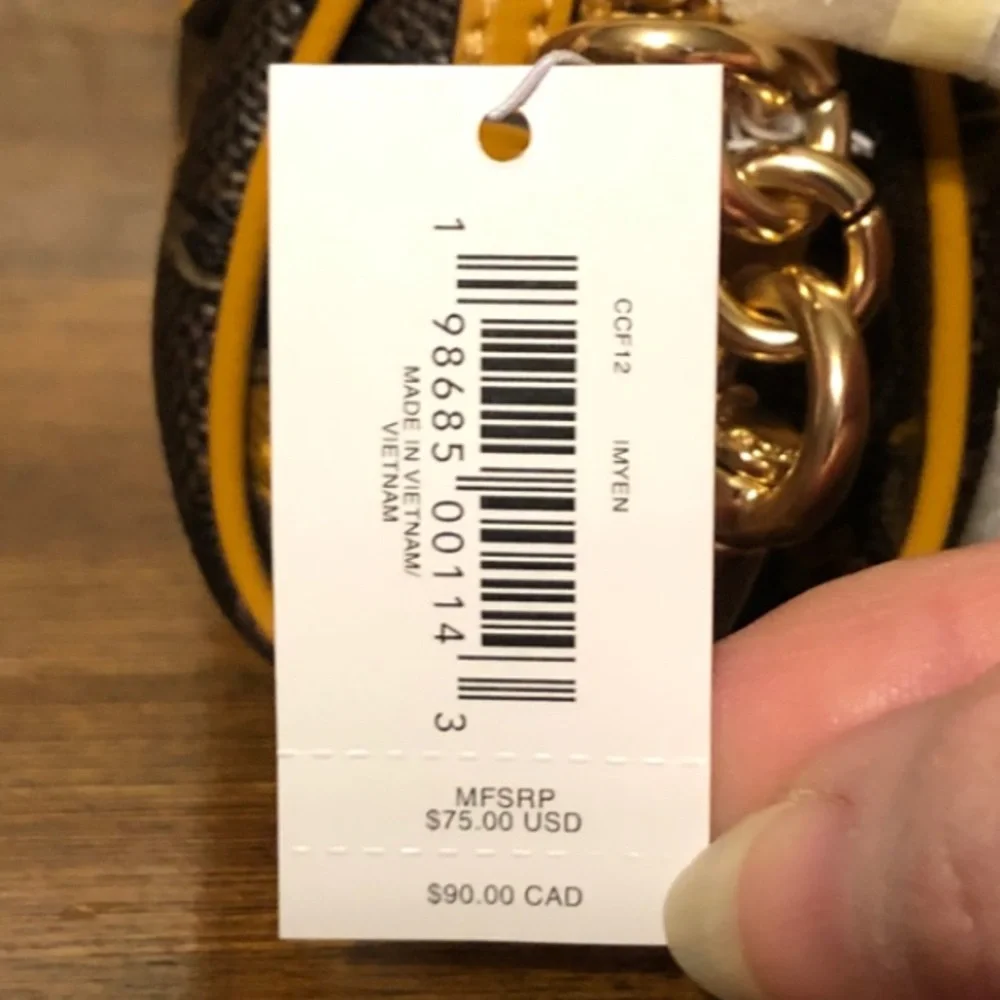 CCF12 IMYEN
1 98685 00114 3
MADE IN VIETNAM/
VIETNAM
MFSRP
$75.00 USD
$90.00 CAD